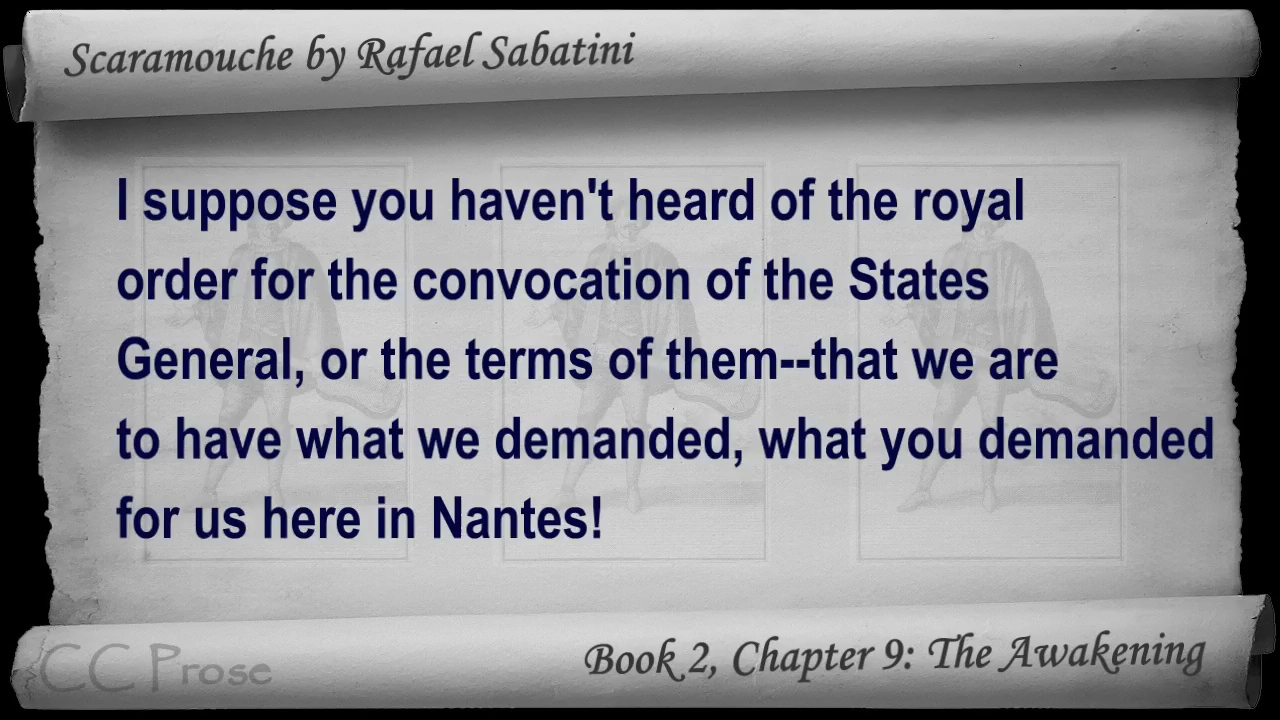 Scaramouche by Rafael Sabatini
I suppose you haven't heard of the royal
order for the convocation of the States
General, or the terms of them--that we are
to have what we demanded, what you demanded
for us here in Nantes!
CC Prose
Book 2, Chapter 9: The Awakening